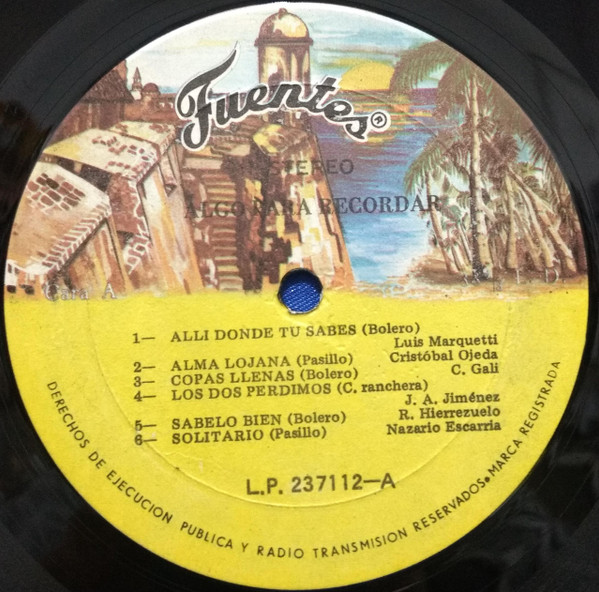 Fuentes®
STEREO
ALGO PARA RECORDAR
Cara A
1— ALLI DONDE TU SABES (Bolero)
Luis Marquetti
2— ALMA LOJANA (Pasillo) Cristóbal Ojeda
3— COPAS LLENAS (Bolero) C. Gali
4— LOS DOS PERDIMOS (C. ranchera)
J. A. Jiménez
5— SABELO BIEN (Bolero) R. Hierrezuelo
6— SOLITARIO (Pasillo) Nazario Escarria
L.P. 237112—A
DERECHOS DE EJECUCION PUBLICA Y RADIO TRANSMISION RESERVADOS. MARCA REGISTRADA